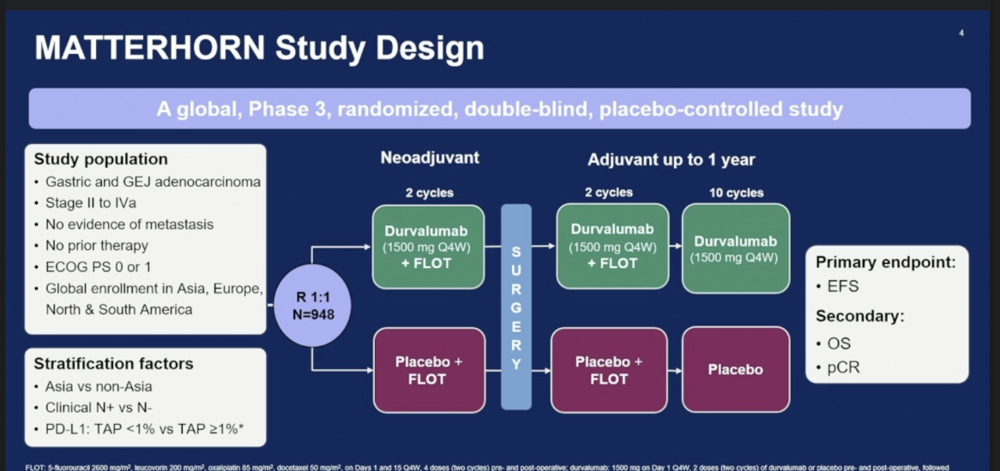 4
MATTERHORN Study Design
A global, Phase 3, randomized, double-blind, placebo-controlled study
Study population
• Gastric and GEJ adenocarcinoma
• Stage II to IVa
• No evidence of metastasis
• No prior therapy
• ECOG PS 0 or 1
• Global enrollment in Asia, Europe,
North & South America
Stratification factors
• Asia vs non-Asia
• Clinical N+ vs N-
• PD-L1: TAP <1% vs TAP ≥1%*
R 1:1
N=948
Neoadjuvant
2 cycles
Durvalumab
(1500 mg Q4W)
+ FLOT
Placebo +
FLOT
SURGERY
Adjuvant up to 1 year
2 cycles
10 cycles
Durvalumab
(1500 mg Q4W)
+ FLOT
Durvalumab
(1500 mg Q4W)
Placebo +
FLOT
Placebo
Primary endpoint:
• EFS
Secondary:
• OS
• pCR
FLOT: 5-fluorouracil 2600 mg/m², leucovorin 200 mg/m², oxaliplatin 85 mg/m², docetaxel 50 mg/m², on Days 1 and 15 Q4W, 4 doses (two cycles) pre- and post-operative; durvalumab: 1500 mg on Day 1 Q4W, 2 doses (two cycles) of durvalumab or placebo pre- and post-operative, followed